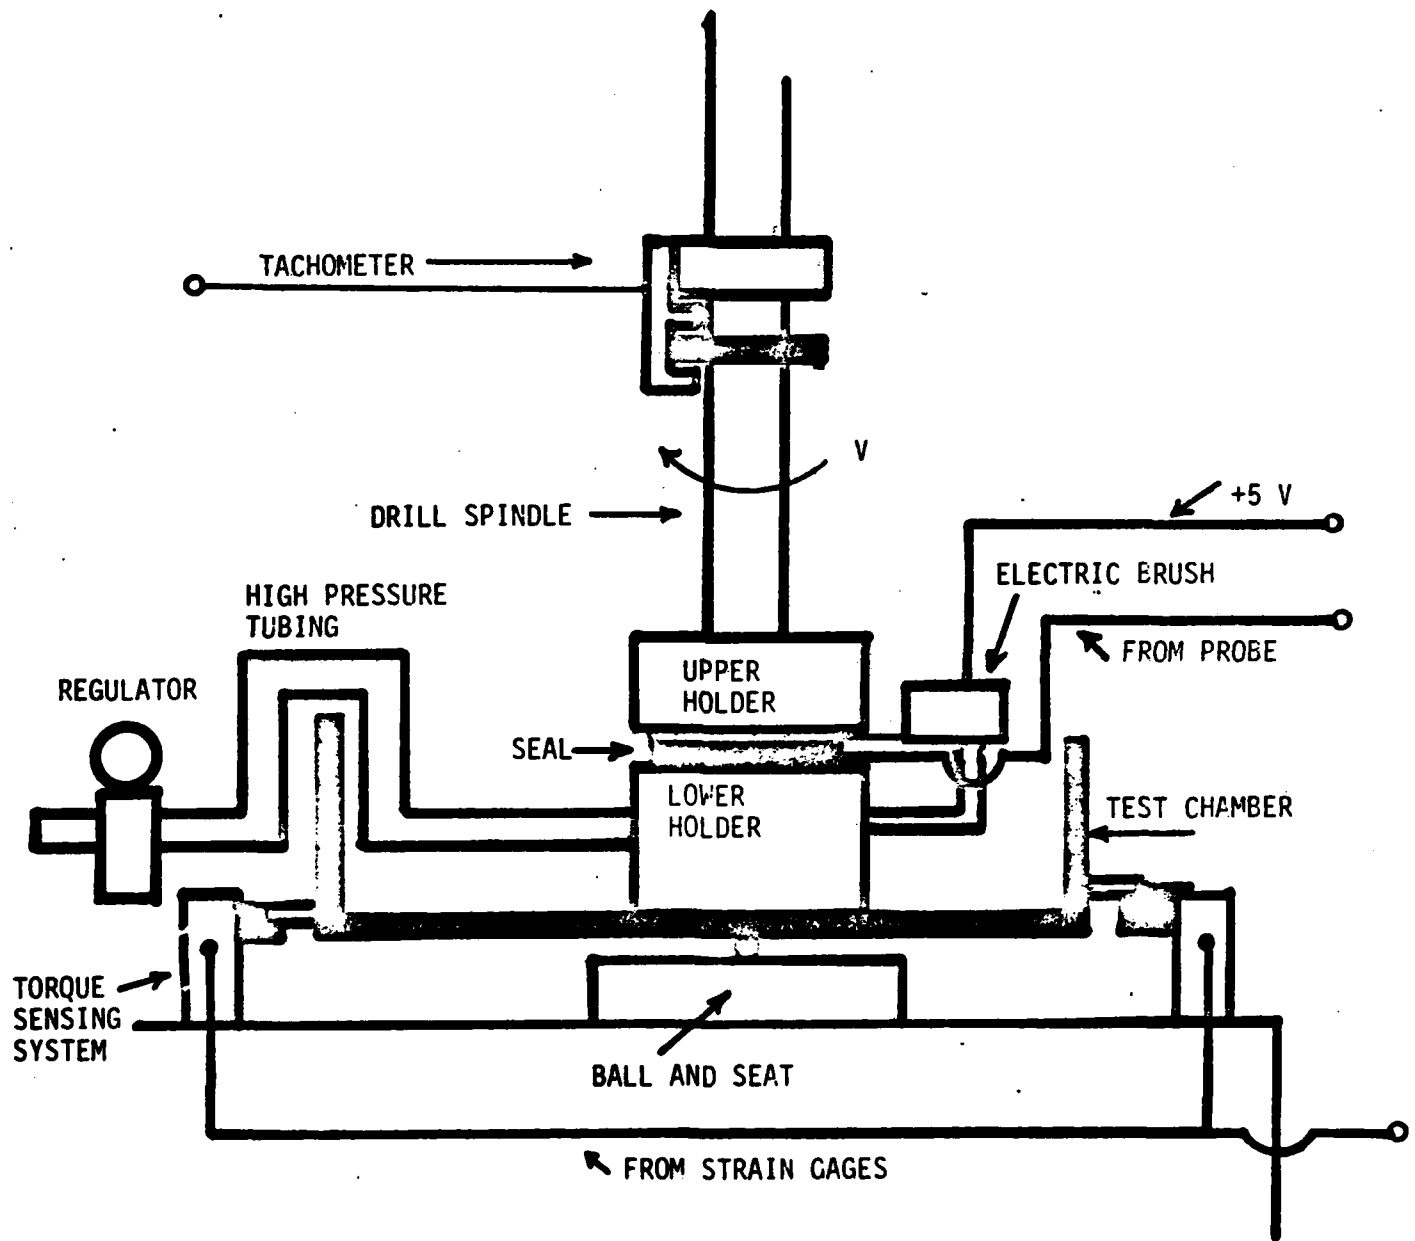 TACHOMETER
V
DRILL SPINDLE
+5 V
ELECTRIC BRUSH
HIGH PRESSURE
TUBING
FROM PROBE
REGULATOR
UPPER
HOLDER
SEAL
LOWER
HOLDER
TEST CHAMBER
TORQUE
SENSING
SYSTEM
BALL AND SEAT
FROM STRAIN GAGES